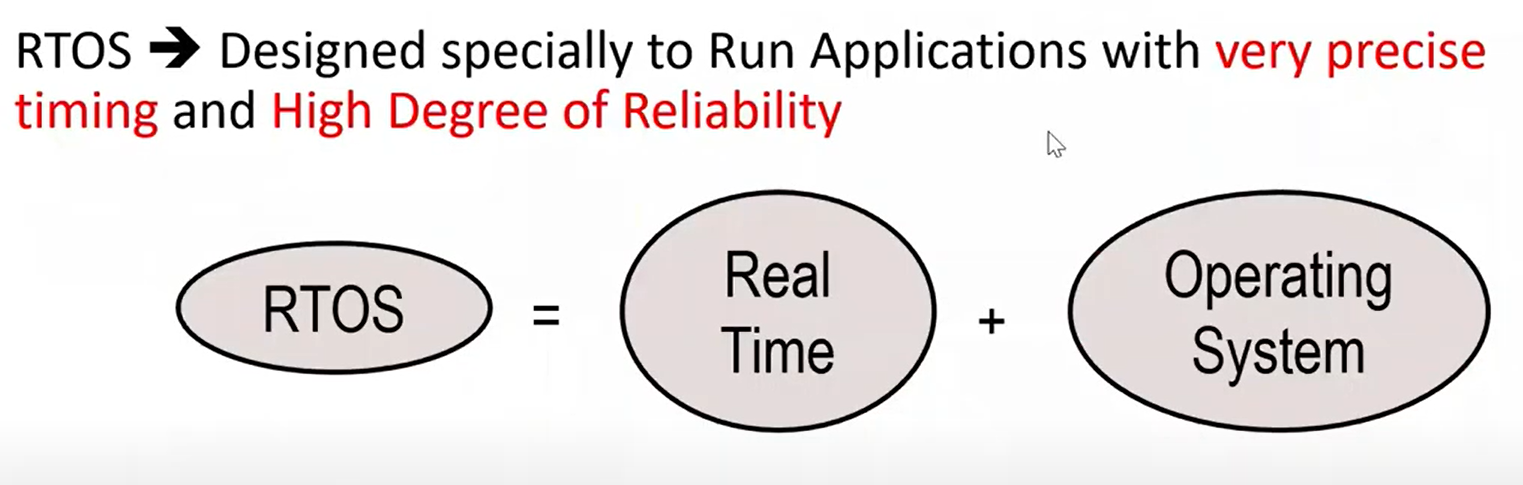 RTOS ➔ Designed specially to Run Applications with very precise
timing and High Degree of Reliability
RTOS = Real Time + Operating System